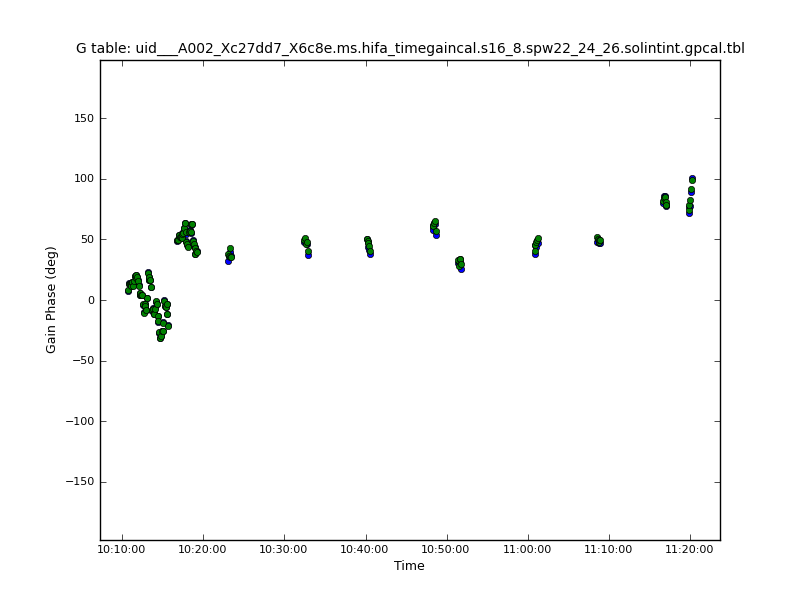 G table: uid___A002_Xc27dd7_X6c8e.ms.hifa_timegaincal.s16_8.spw22_24_26.solintint.gpcal.tbl
150
100
50
0
−50
−100
−150
Gain Phase (deg)
10:10:00 10:20:00 10:30:00 10:40:00 10:50:00 11:00:00 11:10:00 11:20:00
Time